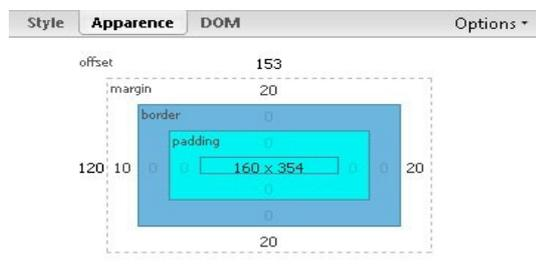 Style Apparence DOM Options
offset 153
margin 20
border 0
padding 0
120 10 0 0 160 x 354 0 0 20
0
0
20